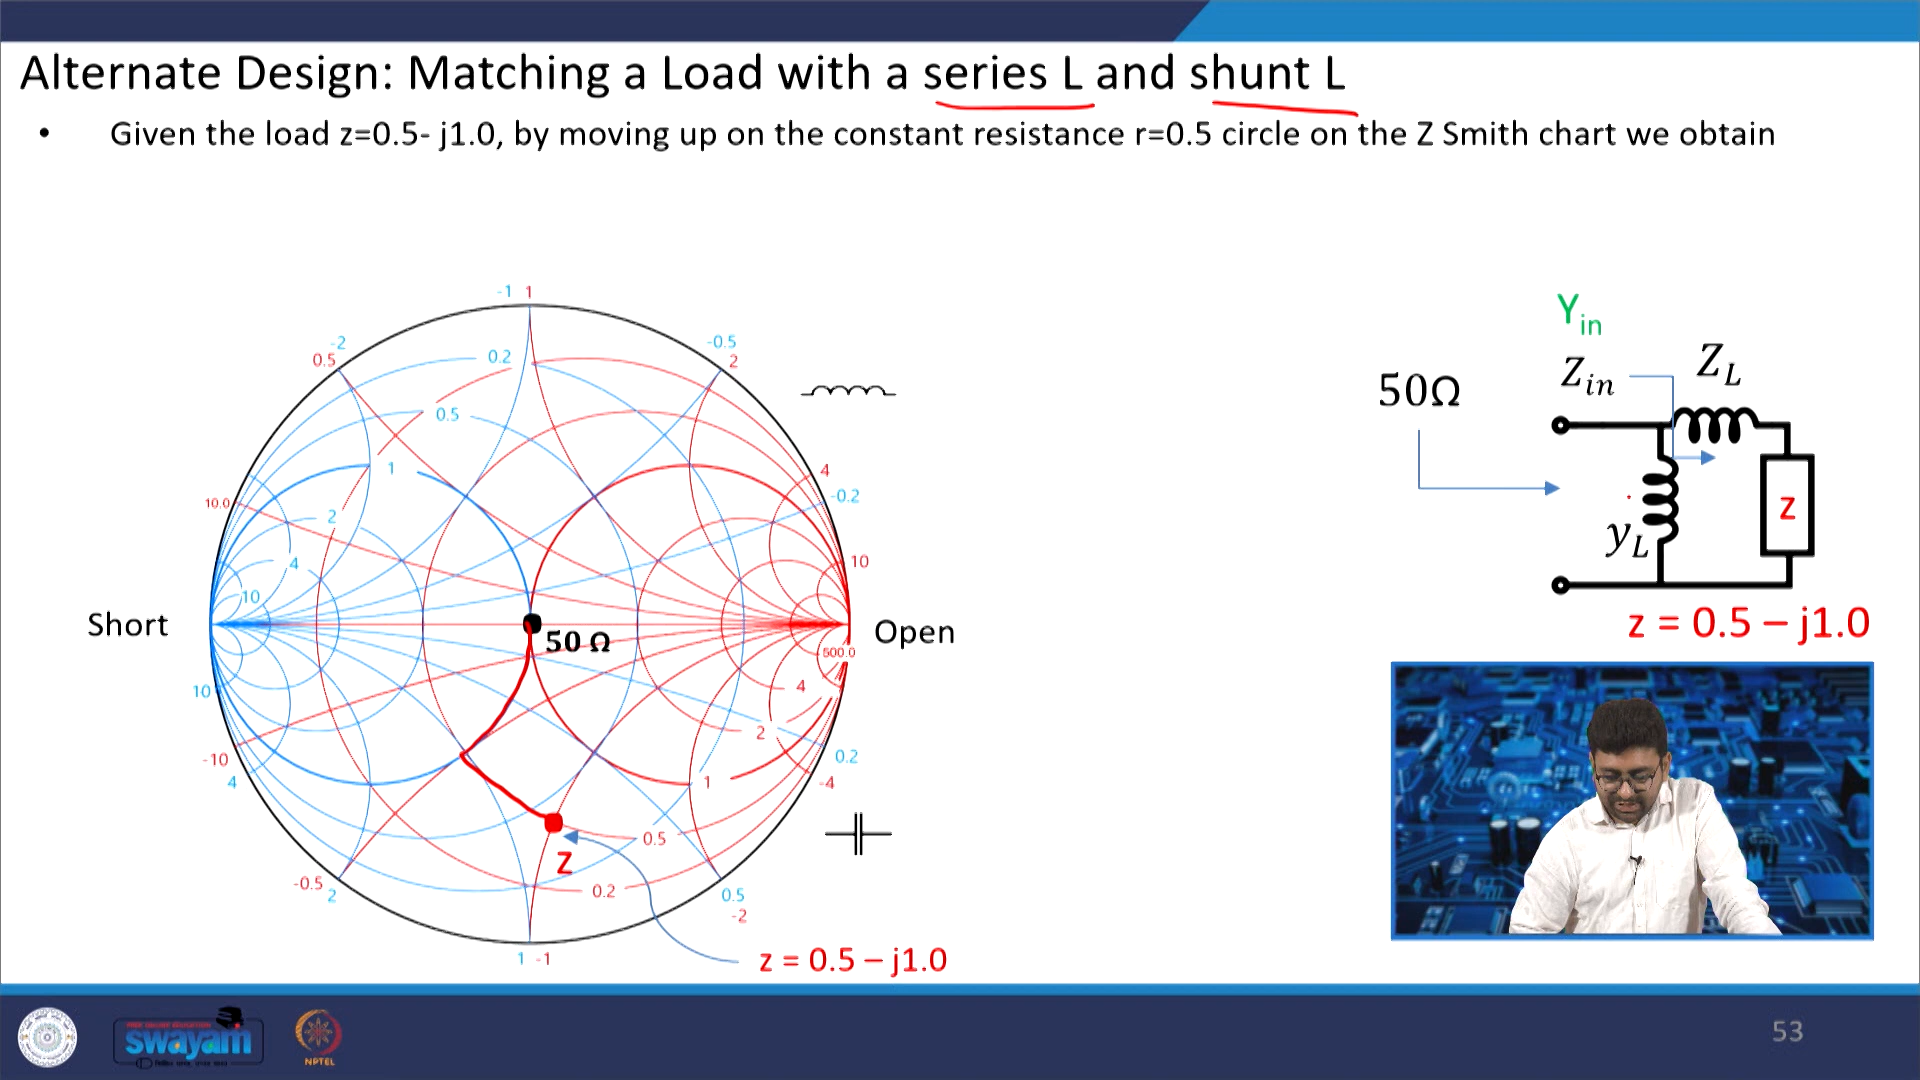 Alternate Design: Matching a Load with a series L and shunt L
• Given the load z=0.5- j1.0, by moving up on the constant resistance r=0.5 circle on the Z Smith chart we obtain
-1 1
-2
0.5
0.2
-0.5
2
0.5
1
4
-0.2
10.0
2
4
10
10
Short
50 Ω
Open
500.0
10
4
2
-10
4
0.2
-4
1
0.5
z
-0.5
2
0.2
0.5
-2
1 -1
z = 0.5 – j1.0
Yin
Zin
ZL
50Ω
yL
z
z = 0.5 – j1.0
swayam
NPTEL
53